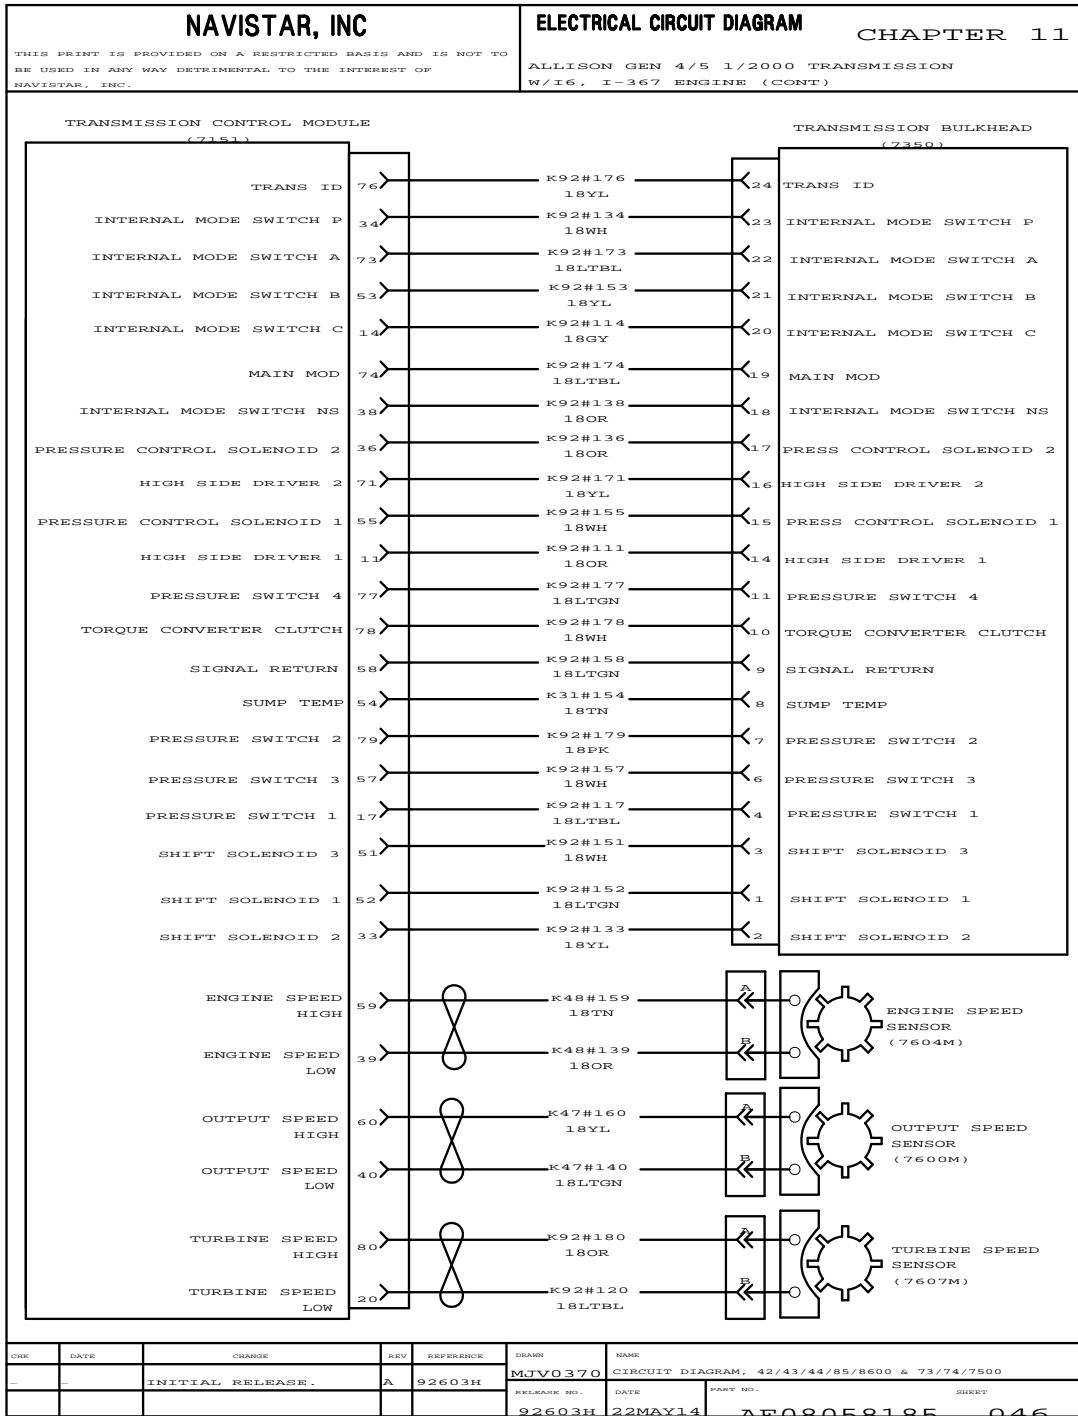 NAVISTAR, INC
THIS PRINT IS PROVIDED ON A RESTRICTED BASIS AND IS NOT TO
BE USED IN ANY WAY DETRIMENTAL TO THE INTEREST OF
NAVISTAR, INC.
ELECTRICAL CIRCUIT DIAGRAM
CHAPTER 11
ALLISON GEN 4/5 1/2000 TRANSMISSION
W/I6, I-367 ENGINE (CONT)
TRANSMISSION CONTROL MODULE
(7151)
TRANSMISSION BULKHEAD
(7350)
TRANS ID 76 K92#176 24 TRANS ID
18YL
INTERNAL MODE SWITCH P 34 K92#134 23 INTERNAL MODE SWITCH P
18WH
INTERNAL MODE SWITCH A 73 K92#173 22 INTERNAL MODE SWITCH A
18LTBL
INTERNAL MODE SWITCH B 53 K92#153 21 INTERNAL MODE SWITCH B
18YL
INTERNAL MODE SWITCH C 14 K92#114 20 INTERNAL MODE SWITCH C
18GY
MAIN MOD 74 K92#174 19 MAIN MOD
18LTBL
INTERNAL MODE SWITCH NS 38 K92#138 18 INTERNAL MODE SWITCH NS
18OR
PRESSURE CONTROL SOLENOID 2 36 K92#136 17 PRESS CONTROL SOLENOID 2
18OR
HIGH SIDE DRIVER 2 71 K92#171 16 HIGH SIDE DRIVER 2
18YL
PRESSURE CONTROL SOLENOID 1 55 K92#155 15 PRESS CONTROL SOLENOID 1
18WH
HIGH SIDE DRIVER 1 11 K92#111 14 HIGH SIDE DRIVER 1
18OR
PRESSURE SWITCH 4 77 K92#177 11 PRESSURE SWITCH 4
18LTGN
TORQUE CONVERTER CLUTCH 78 K92#178 10 TORQUE CONVERTER CLUTCH
18WH
SIGNAL RETURN 58 K92#158 9 SIGNAL RETURN
18LTGN
SUMP TEMP 54 K31#154 8 SUMP TEMP
18TN
PRESSURE SWITCH 2 79 K92#179 7 PRESSURE SWITCH 2
18PK
PRESSURE SWITCH 3 57 K92#157 6 PRESSURE SWITCH 3
18WH
PRESSURE SWITCH 1 17 K92#117 4 PRESSURE SWITCH 1
18LTBL
SHIFT SOLENOID 3 51 K92#151 3 SHIFT SOLENOID 3
18WH
SHIFT SOLENOID 1 52 K92#152 1 SHIFT SOLENOID 1
18LTGN
SHIFT SOLENOID 2 33 K92#133 2 SHIFT SOLENOID 2
18YL
ENGINE SPEED
HIGH
59 K48#159 A
18TN
ENGINE SPEED
LOW
39 K48#139 B
18OR
ENGINE SPEED
SENSOR
(7604M)
OUTPUT SPEED
HIGH
60 K47#160 A
18YL
OUTPUT SPEED
LOW
40 K47#140 B
18LTGN
OUTPUT SPEED
SENSOR
(7600M)
TURBINE SPEED
HIGH
80 K92#180 A
18OR
TURBINE SPEED
LOW
20 K92#120 B
18LTBL
TURBINE SPEED
SENSOR
(7607M)
CHK DATE CHANGE REV REFERENCE
- - INITIAL RELEASE. A 92603H
DRAWN
MJV0370
NAME
CIRCUIT DIAGRAM, 42/43/44/85/8600 & 73/74/7500
RELEASE NO.
92603H
DATE
22MAY14
PART NO. SHEET
AF08058185 046